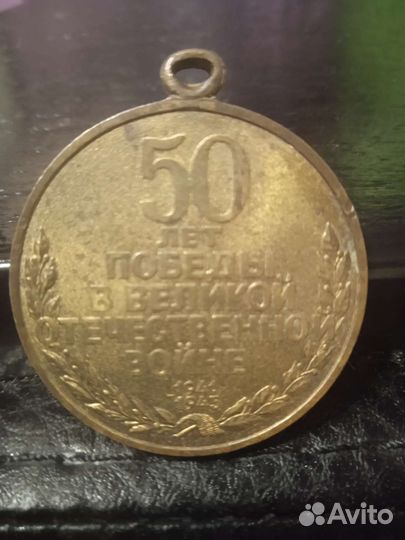 50
ЛЕТ
ПОБЕДЫ
В ВЕЛИКОЙ
ОТЕЧЕСТВЕННОЙ
ВОЙНЕ
1941
1945
Avito